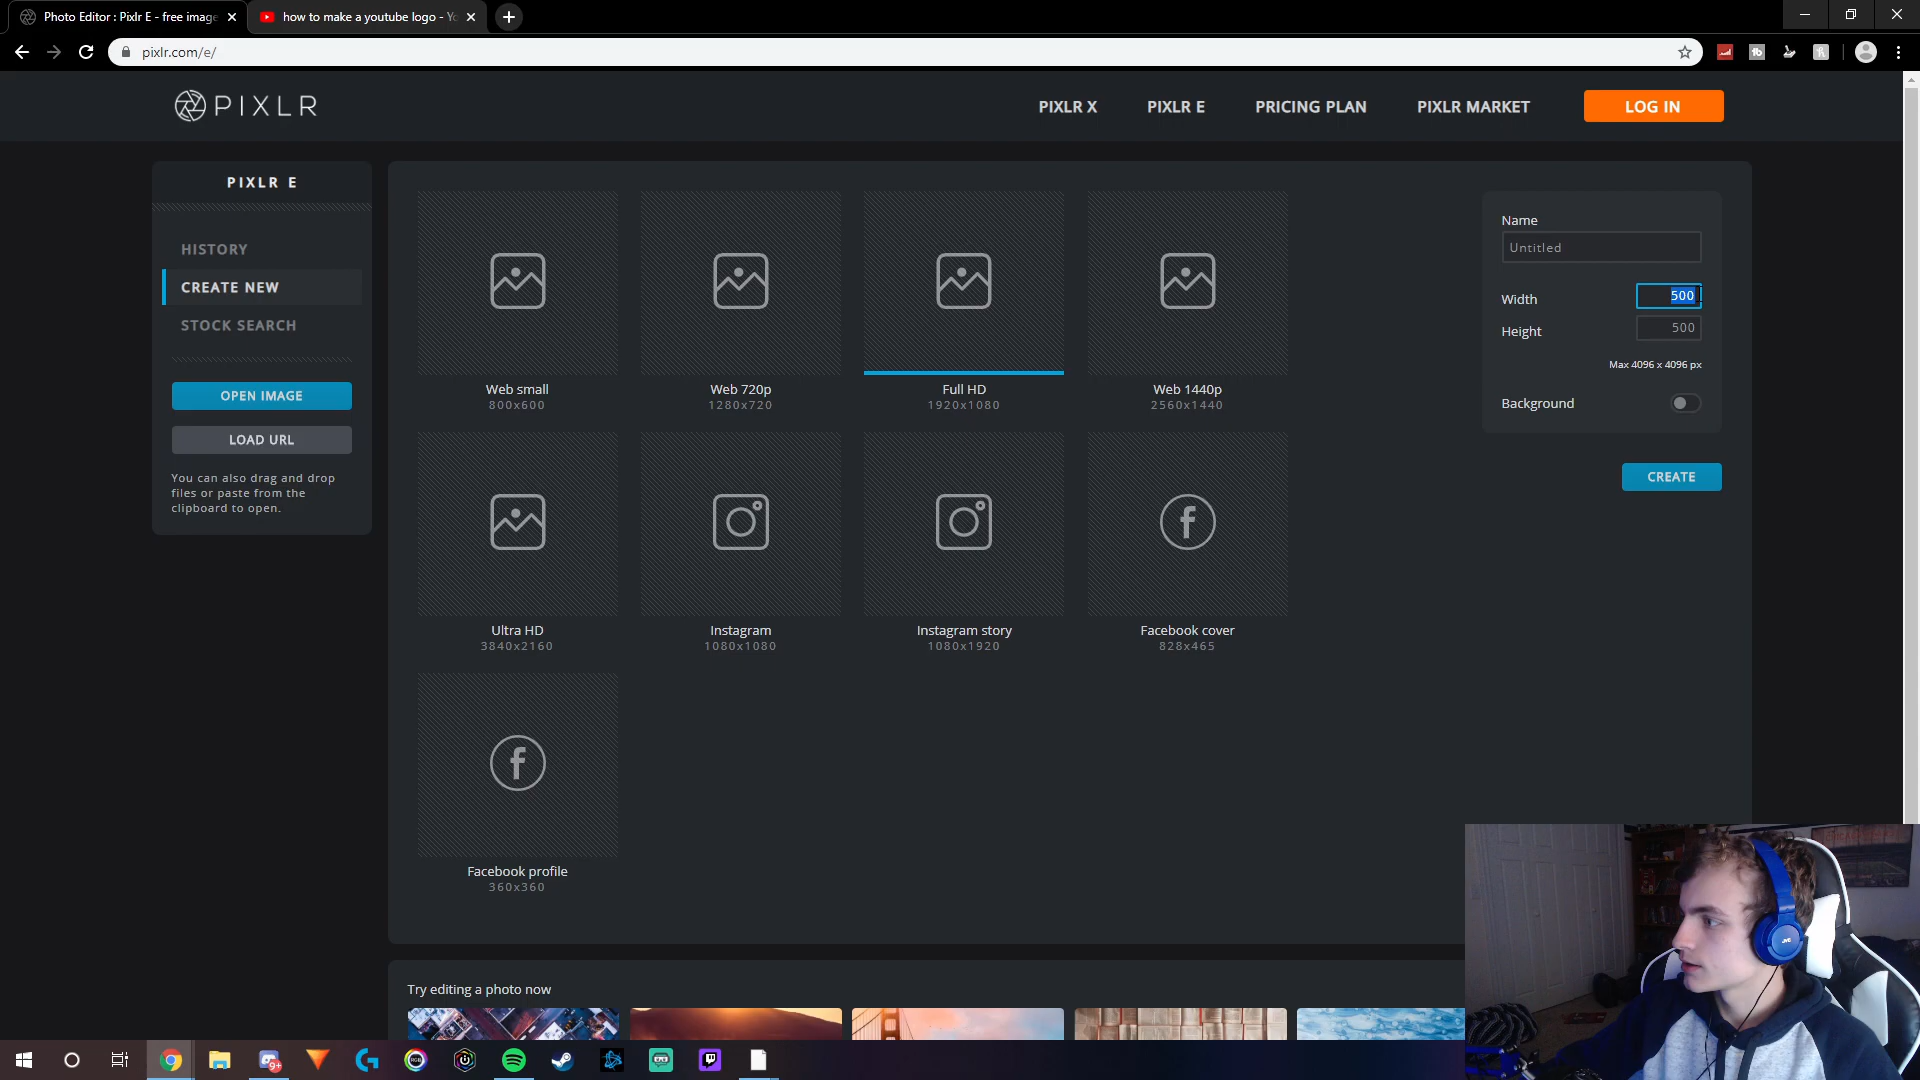 Photo Editor : Pixlr E - free image
how to make a youtube logo - Yo
pixlr.com/e/
PIXLR
PIXLR X
PIXLR E
PRICING PLAN
PIXLR MARKET
LOG IN
PIXLR E
HISTORY
CREATE NEW
STOCK SEARCH
OPEN IMAGE
LOAD URL
You can also drag and drop
files or paste from the
clipboard to open.
Web small
800x600
Web 720p
1280x720
Full HD
1920x1080
Web 1440p
2560x1440
Ultra HD
3840x2160
Instagram
1080x1080
Instagram story
1080x1920
Facebook cover
828x465
Facebook profile
360x360
Name
Untitled
Width
500
Height
500
Max 4096 x 4096 px
Background
CREATE
Try editing a photo now
9+
RGB
JVC